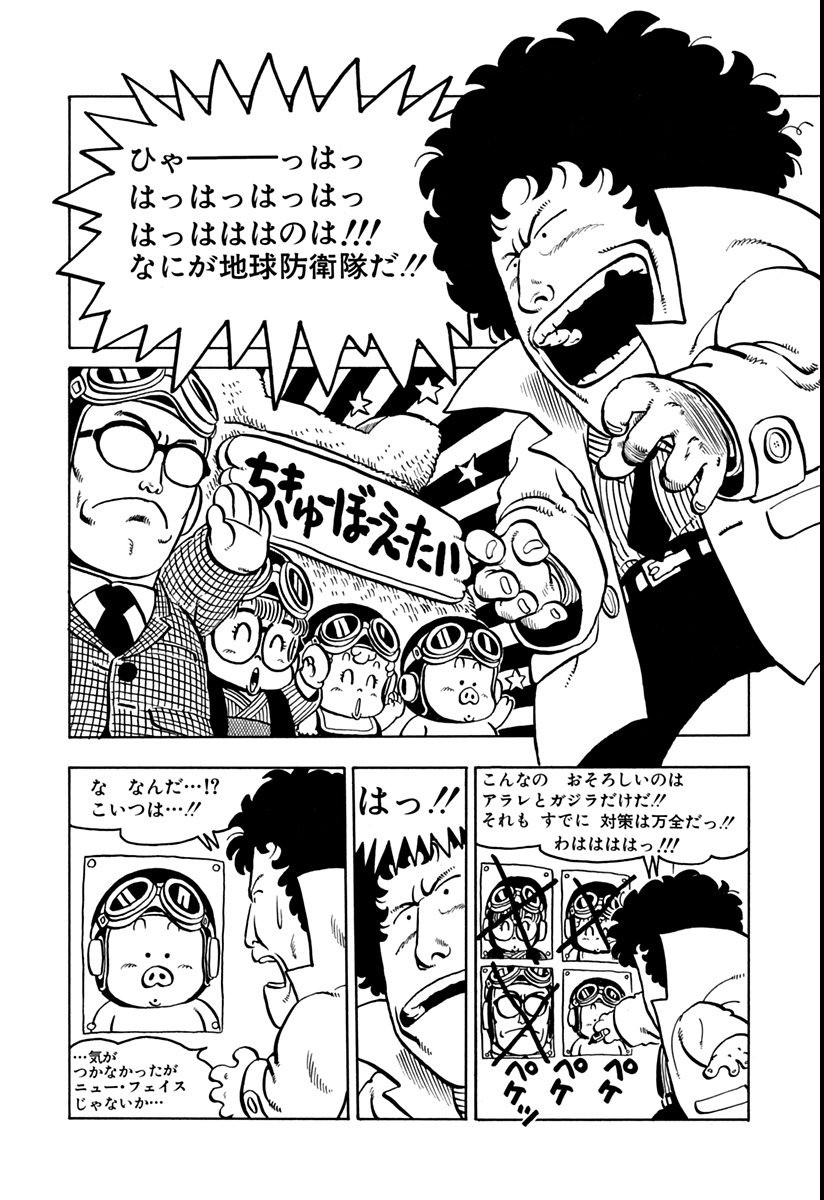 ひゃ———っはっ
はっはっはっはっ
はっはははのは!!!
なにが地球防衛隊だ!!
ちきゅーぼーえーたい
こんなの おそろしいのは
アラレとガジラだけだ!!
それも すでに 対策は万全だっ!!
わはははははっ!!!
ペケッ
ペケ
ペケ
はっ!!
な なんだ…!?
こいつは…!!
…気が
つかなかったが
ニュー・フェイス
じゃないか…